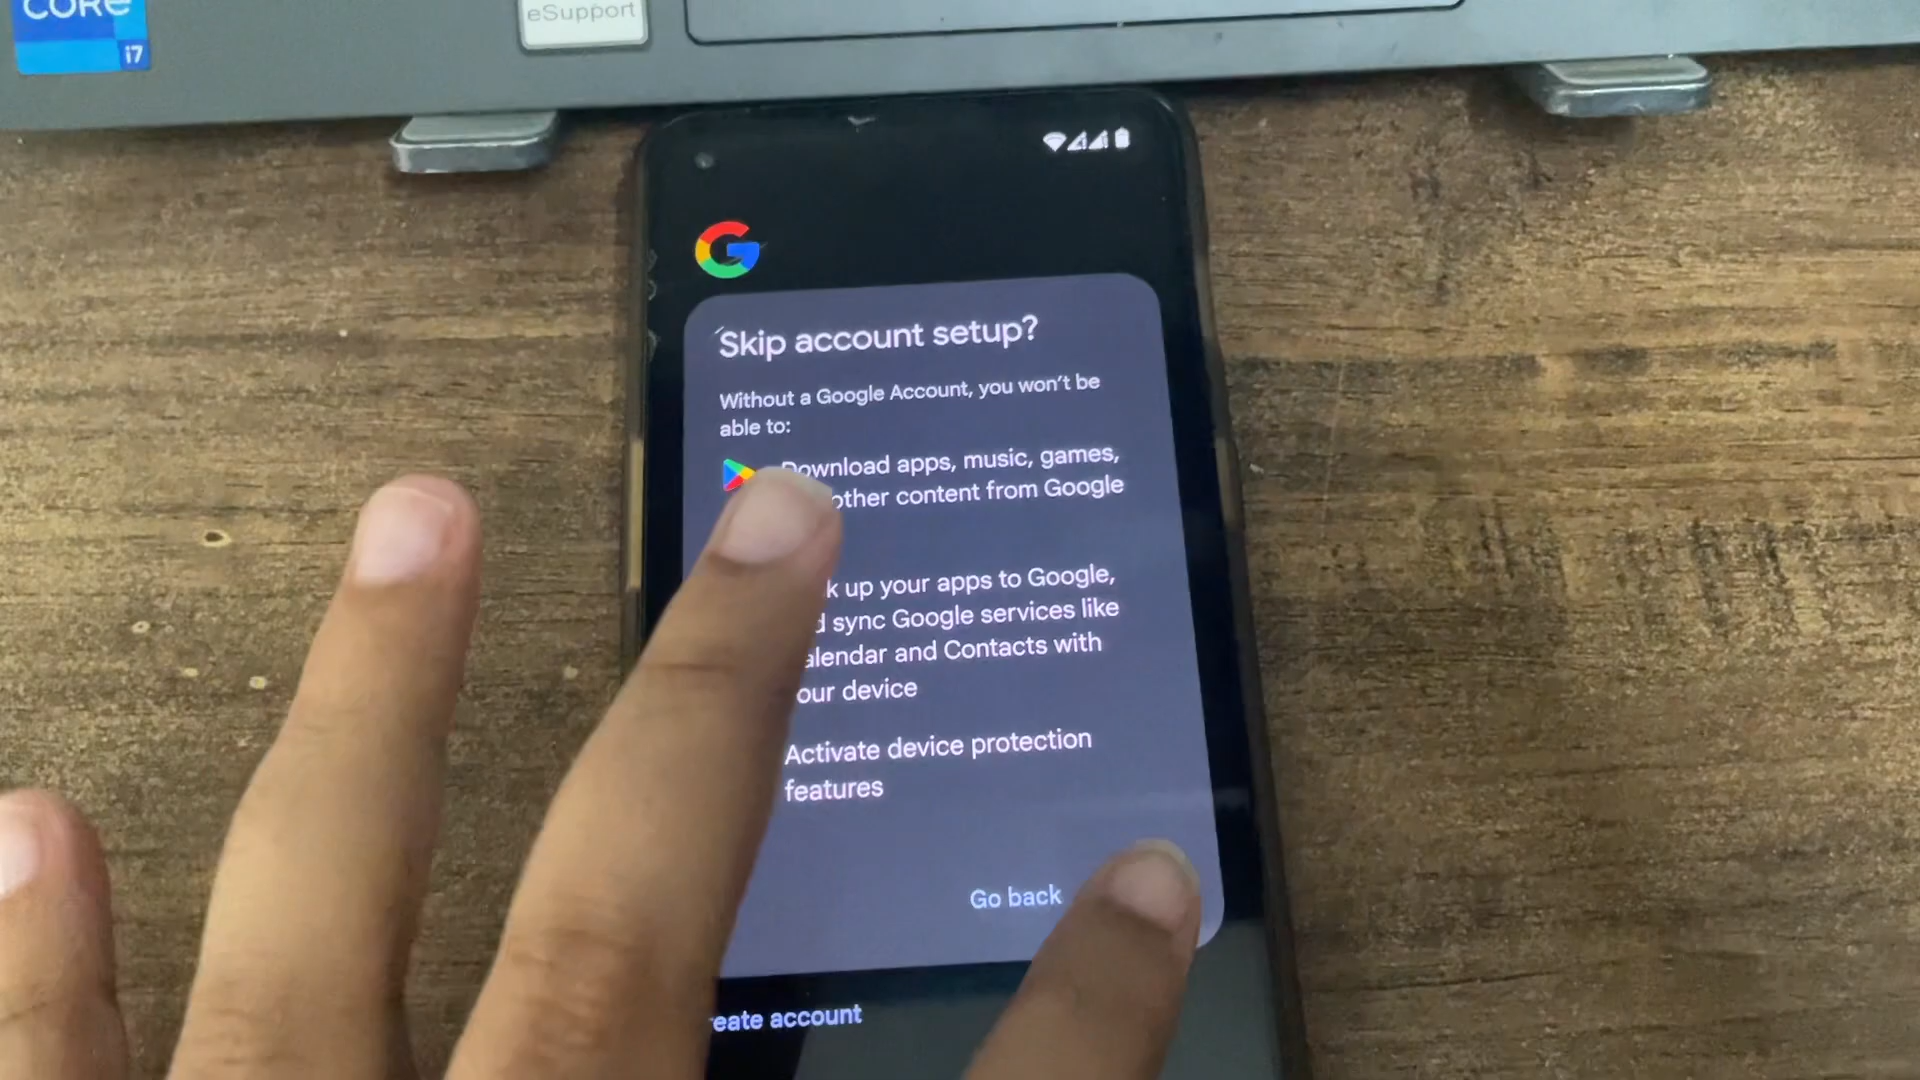 CORE
i7
eSupport
Skip account setup?
Without a Google Account, you won't be
able to:
Download apps, music, games,
other content from Google
up your apps to Google,
sync Google services like
Calendar and Contacts with
our device
Activate device protection
features
Go back
eate account